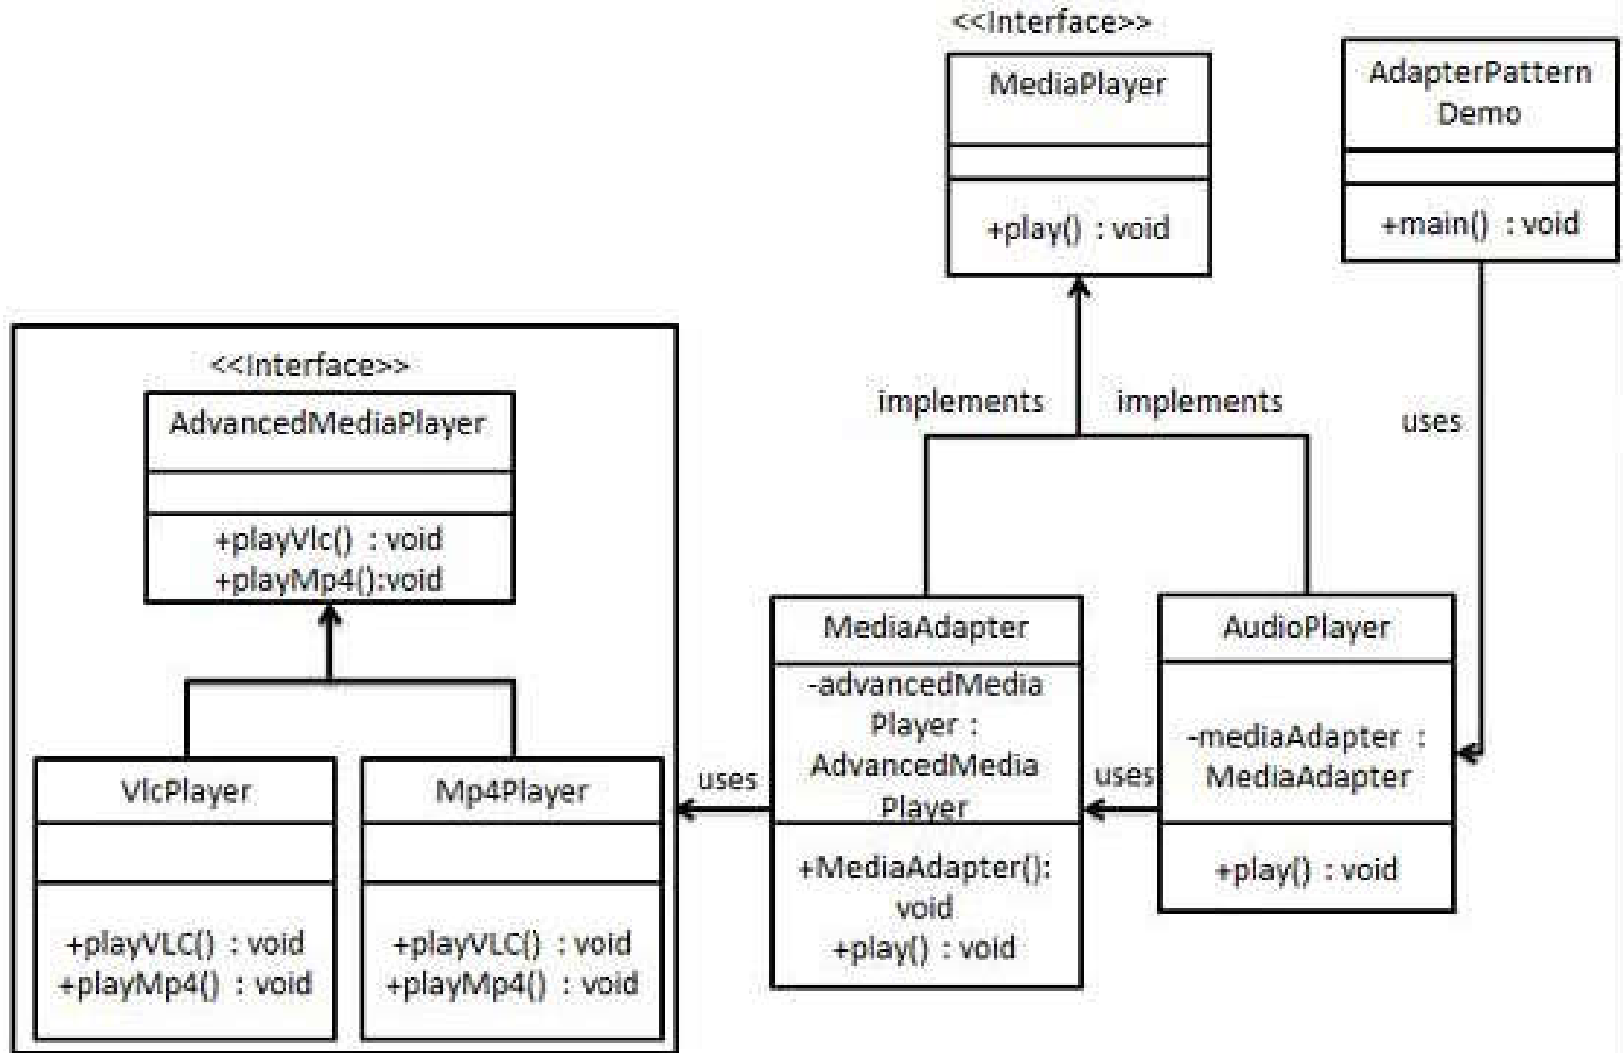 <<Interface>>
MediaPlayer
+play() : void
AdapterPattern
Demo
+main() : void
implements
implements
uses
<<Interface>>
AdvancedMediaPlayer
+playVlc() : void
+playMp4():void
VlcPlayer
+playVLC() : void
+playMp4() : void
Mp4Player
+playVLC() : void
+playMp4() : void
uses
MediaAdapter
-advancedMedia
Player :
AdvancedMedia
Player
+MediaAdapter():
void
+play() : void
uses
AudioPlayer
-mediaAdapter :
MediaAdapter
+play() : void